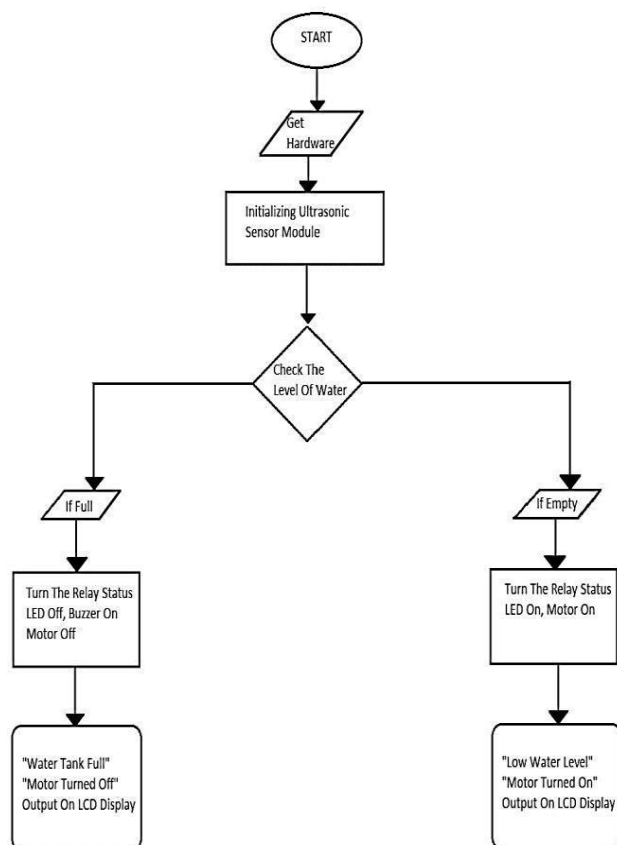 START
Get
Hardware
Initializing Ultrasonic
Sensor Module
Check The
Level Of Water
If Full
If Empty
Turn The Relay Status
LED Off, Buzzer On
Motor Off
Turn The Relay Status
LED On, Motor On
"Water Tank Full"
"Motor Turned Off"
Output On LCD Display
"Low Water Level"
"Motor Turned On"
Output On LCD Display